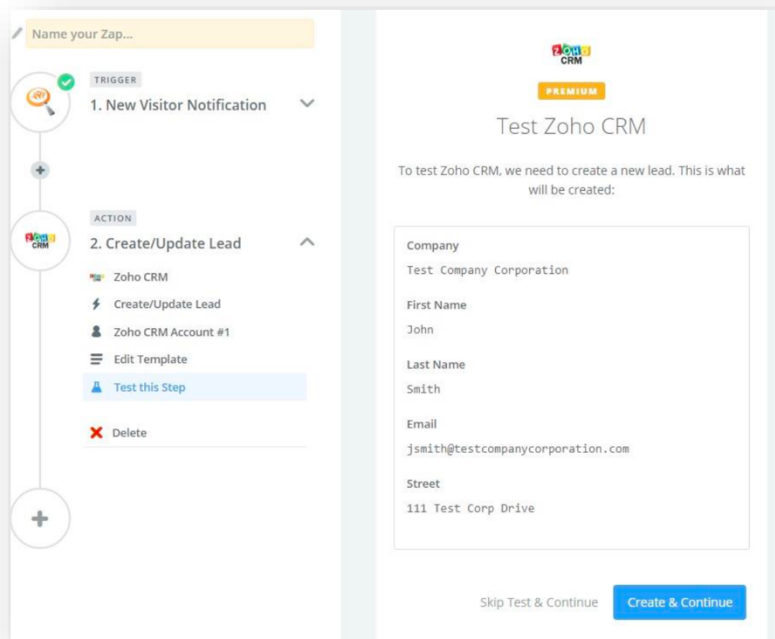 Name your Zap...
TRIGGER
1. New Visitor Notification
ACTION
ZOHO
CRM
2. Create/Update Lead
Zoho CRM
Create/Update Lead
Zoho CRM Account #1
Edit Template
Test this Step
Delete
ZOHO
CRM
PREMIUM
Test Zoho CRM
To test Zoho CRM, we need to create a new lead. This is what
will be created:
Company
Test Company Corporation
First Name
John
Last Name
Smith
Email
jsmith@testcompanycorporation.com
Street
111 Test Corp Drive
Skip Test & Continue
Create & Continue